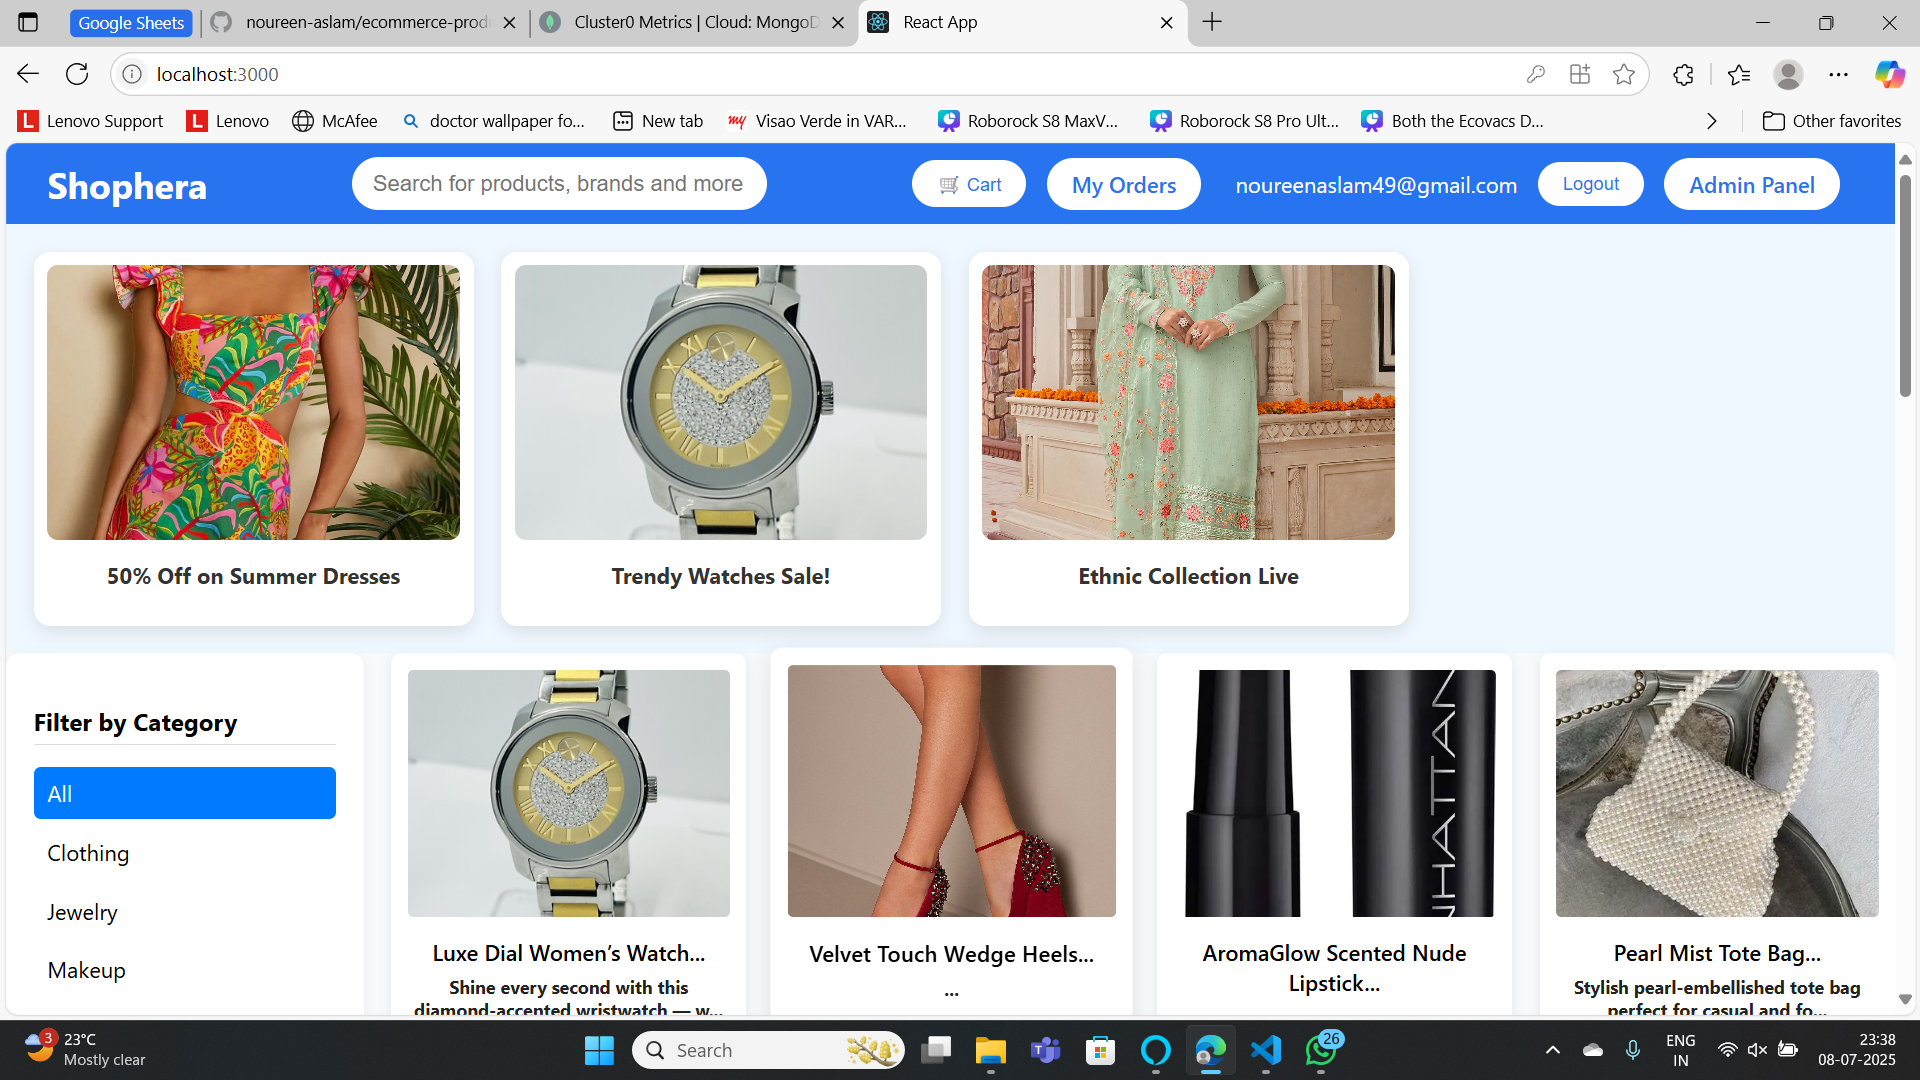 Google Sheets
noureen-aslam/ecommerce-prod
Cluster0 Metrics | Cloud: MongoD
React App
localhost:3000
Lenovo Support
Lenovo
McAfee
doctor wallpaper fo...
New tab
my
Visao Verde in VAR...
Roborock S8 MaxV...
Roborock S8 Pro Ult...
Both the Ecovacs D...
Other favorites
Shophera
Search for products, brands and more
Cart
My Orders
noureenaslam49@gmail.com
Logout
Admin Panel
50% Off on Summer Dresses
Trendy Watches Sale!
Ethnic Collection Live
Filter by Category
All
Clothing
Jewelry
Makeup
Luxe Dial Women’s Watch...
Shine every second with this
diamond-accented wristwatch — w...
Velvet Touch Wedge Heels...
...
NHATTAN
AromaGlow Scented Nude
Lipstick...
Pearl Mist Tote Bag...
Stylish pearl-embellished tote bag
perfect for casual and fo...
3
23°C
Mostly clear
Search
26
ENG
IN
23:38
08-07-2025